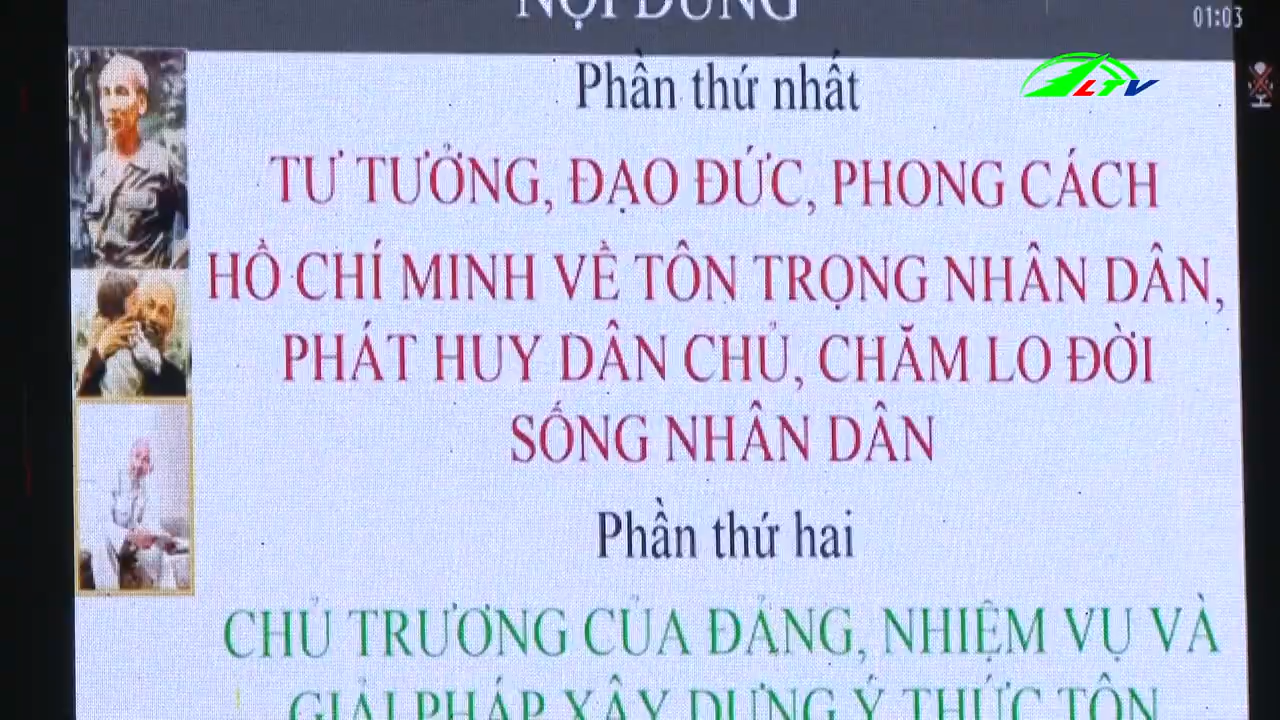 NỘI DUNG
01:03
LTV
Phần thứ nhất
TƯ TƯỞNG, ĐẠO ĐỨC, PHONG CÁCH
HỒ CHÍ MINH VỀ TÔN TRỌNG NHÂN DÂN,
PHÁT HUY DÂN CHỦ, CHĂM LO ĐỜI
SỐNG NHÂN DÂN
Phần thứ hai
CHỦ TRƯƠNG CỦA ĐẢNG, NHIỆM VỤ VÀ
GIẢI PHÁP XÂY DỰNG Ý THỨC TÔN